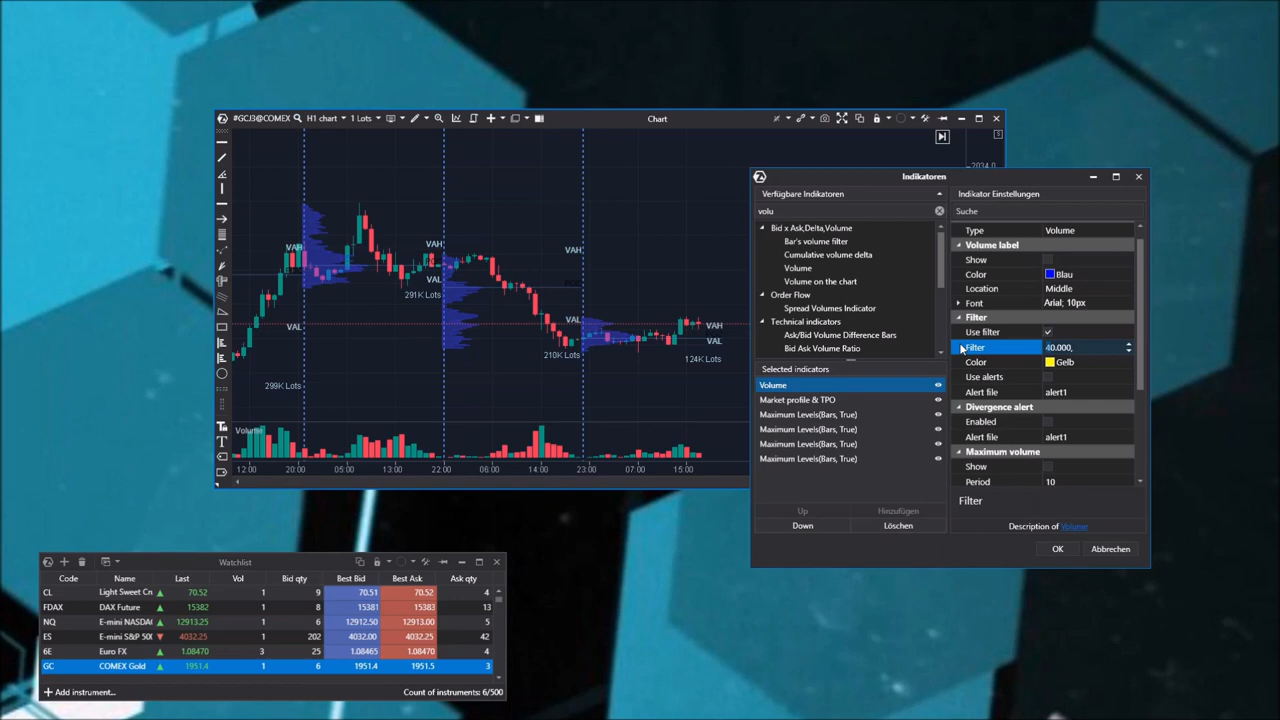 #GCJ3@COMEX H1 chart 1 Lots Chart
2034.0
VAH
VAL
299K Lots
VAH
VAL
291K Lots
VAH
VAL
210K Lots
VAH
VAL
124K Lots
Volume
12:00 20:00 05:00 13:00 22:00 06:00 14:00 23:00 07:00 15:00
Indikatoren
Verfügbare Indikatoren
volu
Bid x Ask,Delta,Volume
Bar's volume filter
Cumulative volume delta
Volume
Volume on the chart
Order Flow
Spread Volumes Indicator
Technical indicators
Ask/Bid Volume Difference Bars
Bid Ask Volume Ratio
Selected indicators
Volume
Market profile & TPO
Maximum Levels(Bars, True)
Maximum Levels(Bars, True)
Maximum Levels(Bars, True)
Maximum Levels(Bars, True)
Up Hinzufügen
Down Löschen
Indikator Einstellungen
Suche
Type Volume
Volume label
Show
Color Blau
Location Middle
Font Arial; 10px
Filter
Use filter
Filter 40.000,
Color Gelb
Use alerts
Alert file alert1
Divergence alert
Enabled
Alert file alert1
Maximum volume
Show
Period 10
Filter
Description of Volume
OK Abbrechen
Watchlist
Code Name Last Vol Bid qty Best Bid Best Ask Ask qty
CL Light Sweet Cn 70.52 1 9 70.51 70.52 4
FDAX DAX Future 15382 1 8 15381 15383 13
NQ E-mini NASDA 12913.25 1 6 12912.50 12913.00 5
ES E-mini S&P 50 4032.25 1 202 4032.00 4032.25 42
6E Euro FX 1.08470 3 25 1.08465 1.08470 4
GC COMEX Gold 1951.4 1 6 1951.4 1951.5 3
Add instrument... Count of instruments: 6/500